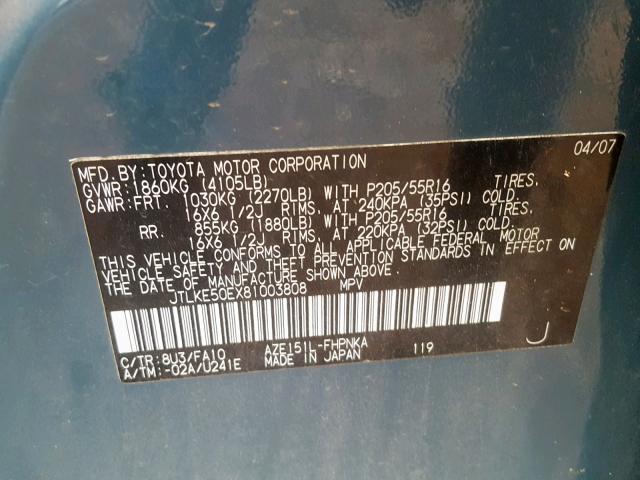 MFD. BY: TOYOTA MOTOR CORPORATION 04/07
GVWR: 1860KG (4105LB)
GAWR: FRT. 1030KG (2270LB) WITH P205/55R16 TIRES,
16X6 1/2J RIMS, AT 240KPA (35PSI) COLD.
RR. 855KG (1880LB) WITH P205/55R16 TIRES,
16X6 1/2J RIMS, AT 220KPA (32PSI) COLD.
THIS VEHICLE CONFORMS TO ALL APPLICABLE FEDERAL MOTOR
VEHICLE SAFETY AND THEFT PREVENTION STANDARDS IN EFFECT ON
THE DATE OF MANUFACTURE SHOWN ABOVE.
JTLKE50EX81003808 MPV
C/TR: 8U3/FA10 AZE151L-FHPNKA 119 J
A/TM: -02A/U241E MADE IN JAPAN